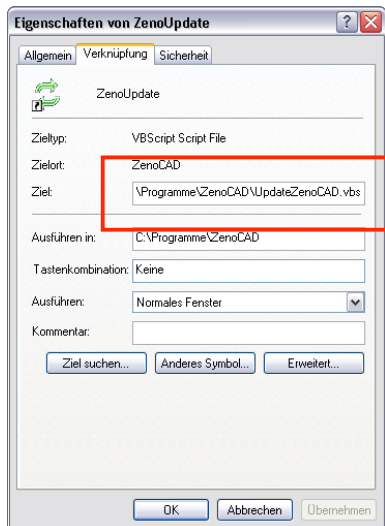 Eigenschaften von ZenoUpdate
Allgemein Verknüpfung Sicherheit
ZenoUpdate
Zieltyp: VBScript Script File
Zielort: ZenoCAD
Ziel: \Programme\ZenoCAD\UpdateZenoCAD.vbs
Ausführen in: C:\Programme\ZenoCAD
Tastenkombination: Keine
Ausführen: Normales Fenster
Kommentar:
Ziel suchen... Anderes Symbol... Erweitert...
OK Abbrechen Übernehmen